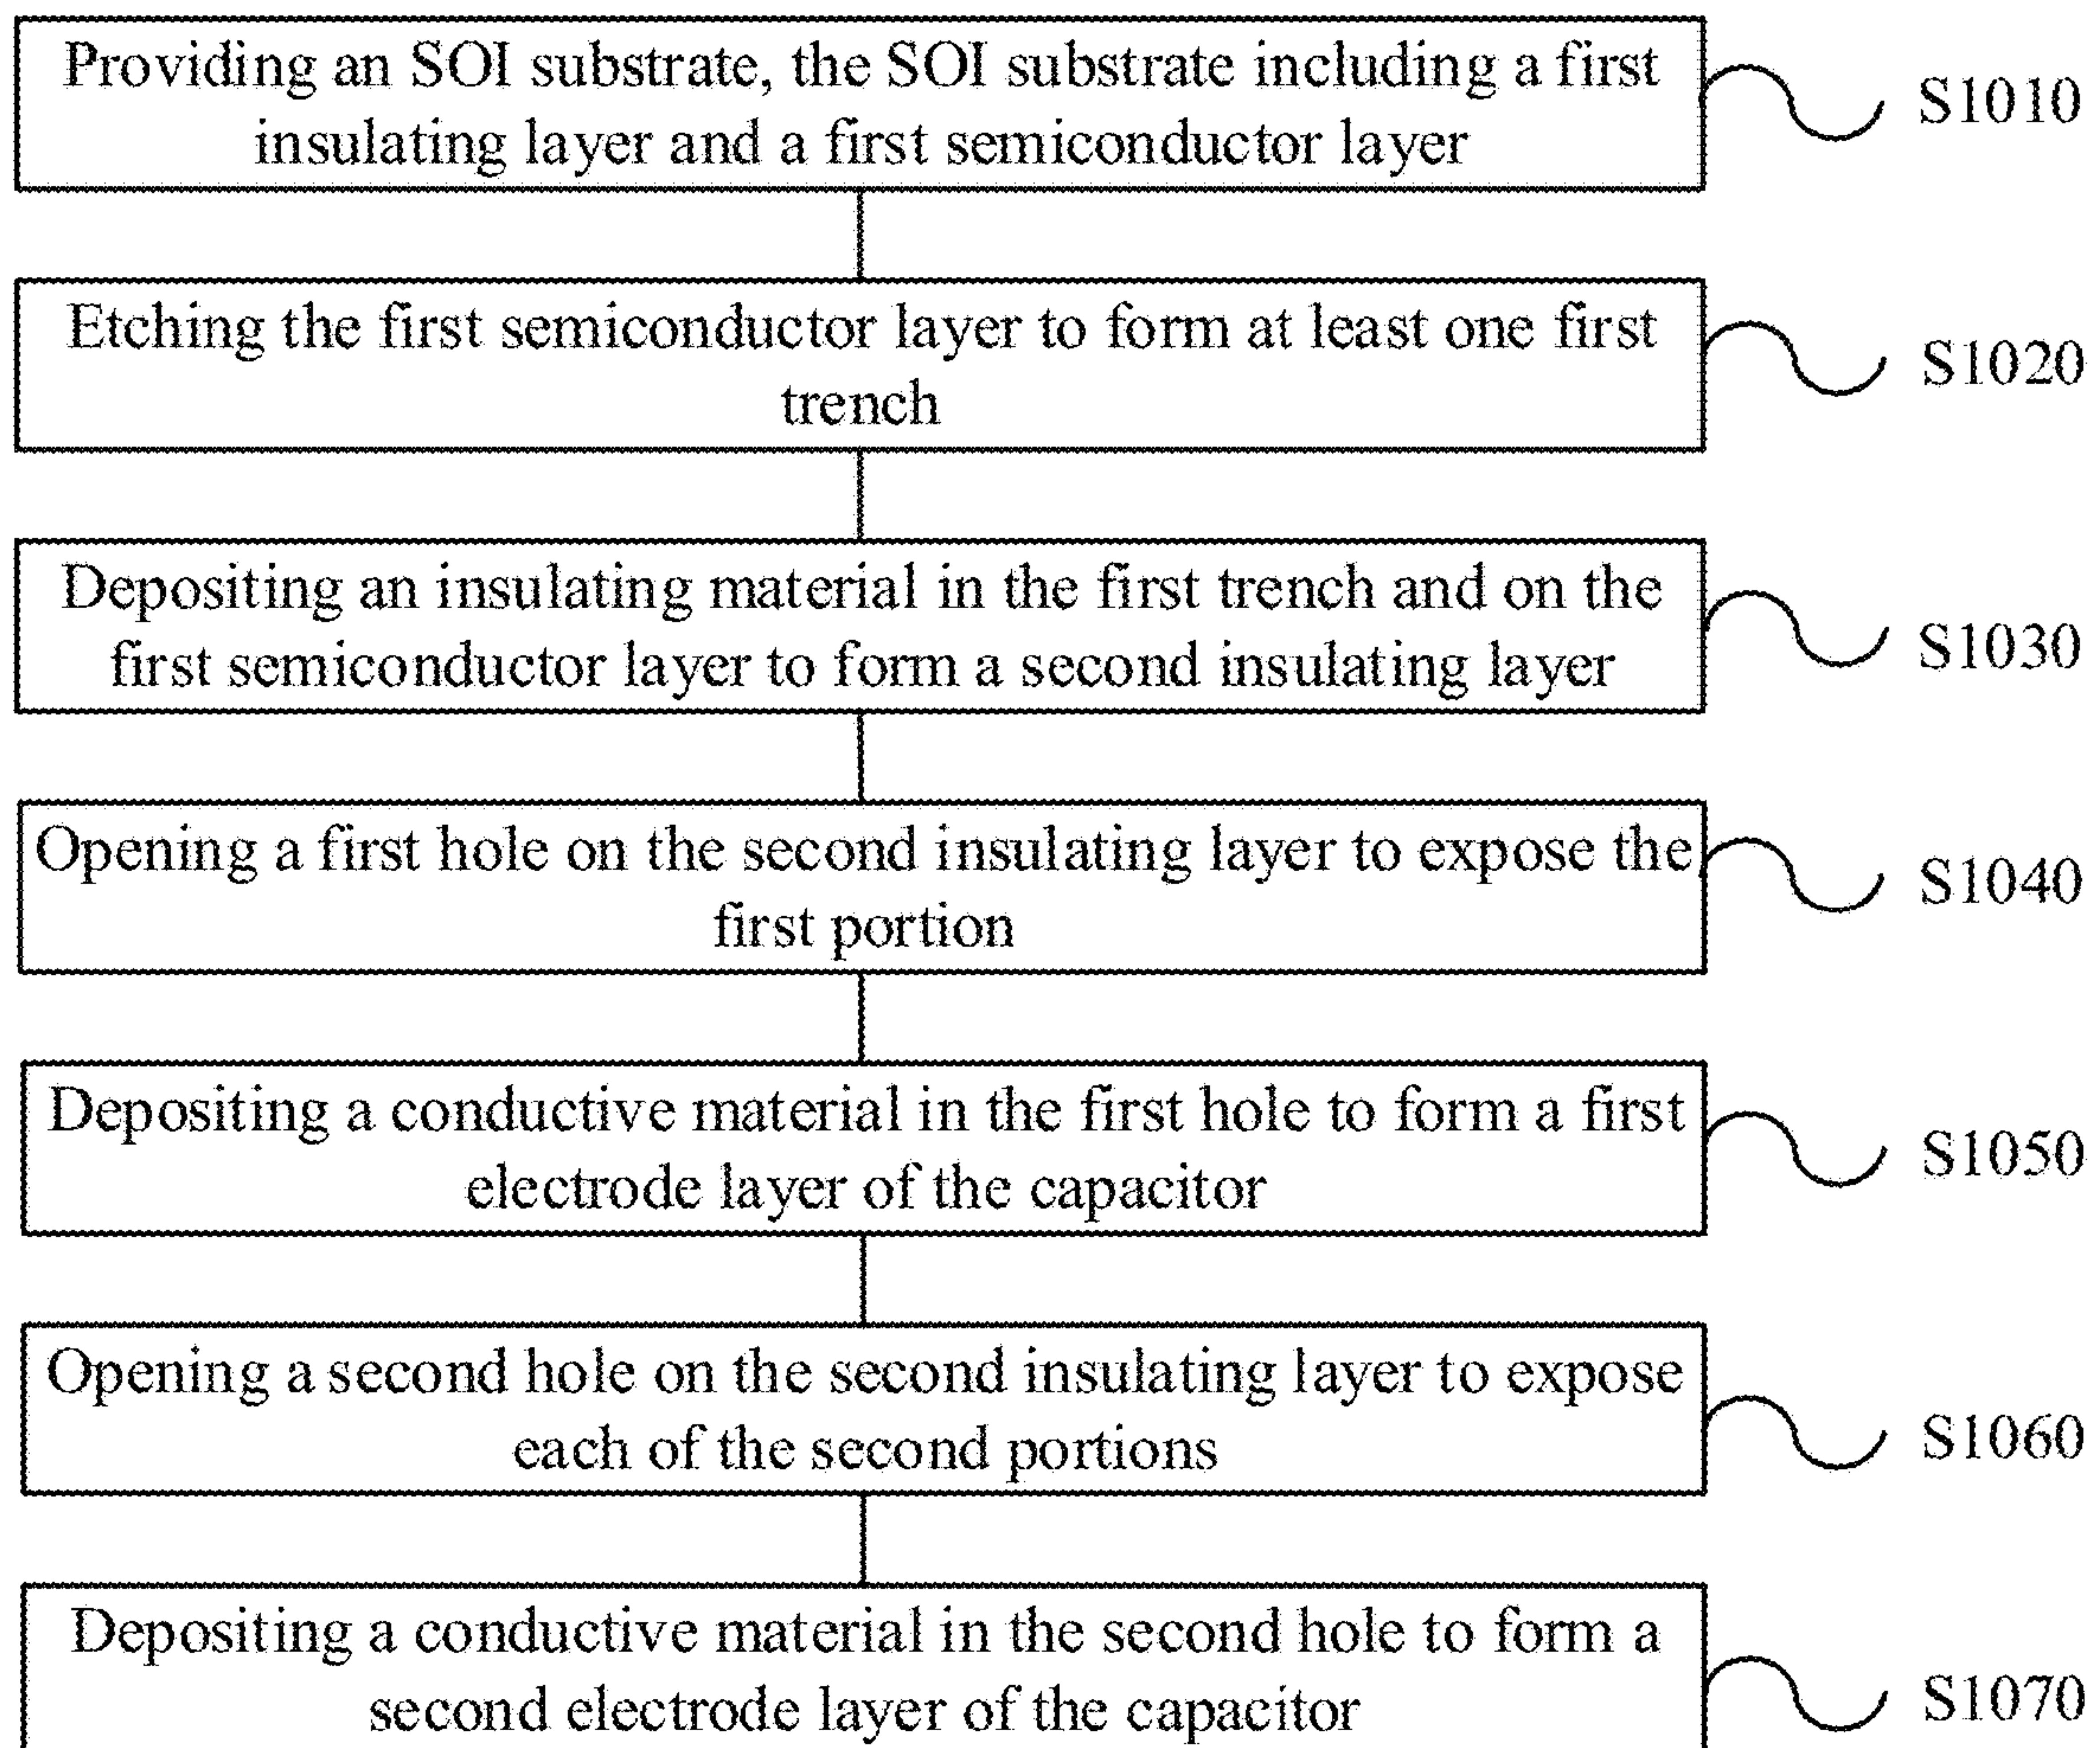 Providing an SOI substrate, the SOI substrate including a first
insulating layer and a first semiconductor layer
S1010
Etching the first semiconductor layer to form at least one first
trench
S1020
Depositing an insulating material in the first trench and on the
first semiconductor layer to form a second insulating layer
S1030
Opening a first hole on the second insulating layer to expose the
first portion
S1040
Depositing a conductive material in the first hole to form a first
electrode layer of the capacitor
S1050
Opening a second hole on the second insulating layer to expose
each of the second portions
S1060
Depositing a conductive material in the second hole to form a
second electrode layer of the capacitor
S1070